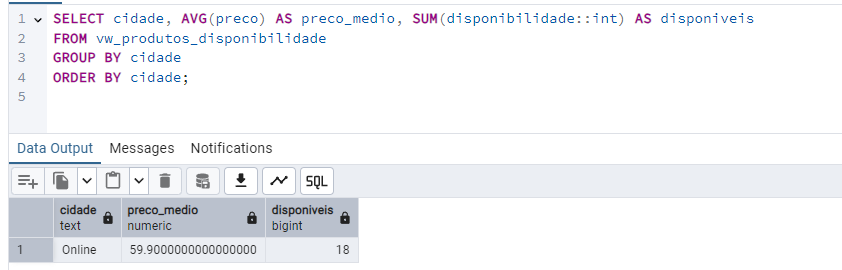 1 SELECT cidade, AVG(preco) AS preco_medio, SUM(disponibilidade::int) AS disponiveis
2 FROM vw_produtos_disponibilidade
3 GROUP BY cidade
4 ORDER BY cidade;
5
Data Output Messages Notifications
SQL
cidade preco_medio disponiveis
text numeric bigint
1 Online 59.9000000000000000 18